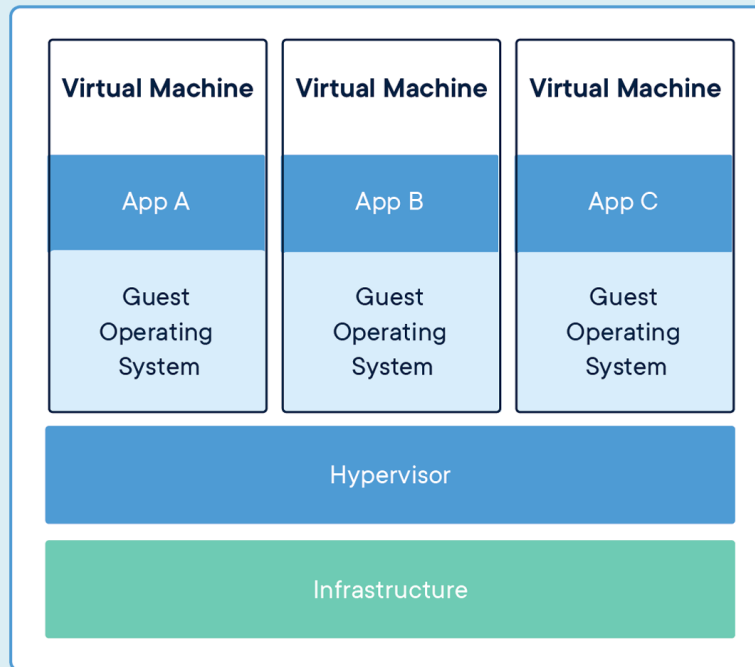 Virtual Machine
App A
Guest
Operating
System
Virtual Machine
App B
Guest
Operating
System
Virtual Machine
App C
Guest
Operating
System
Hypervisor
Infrastructure